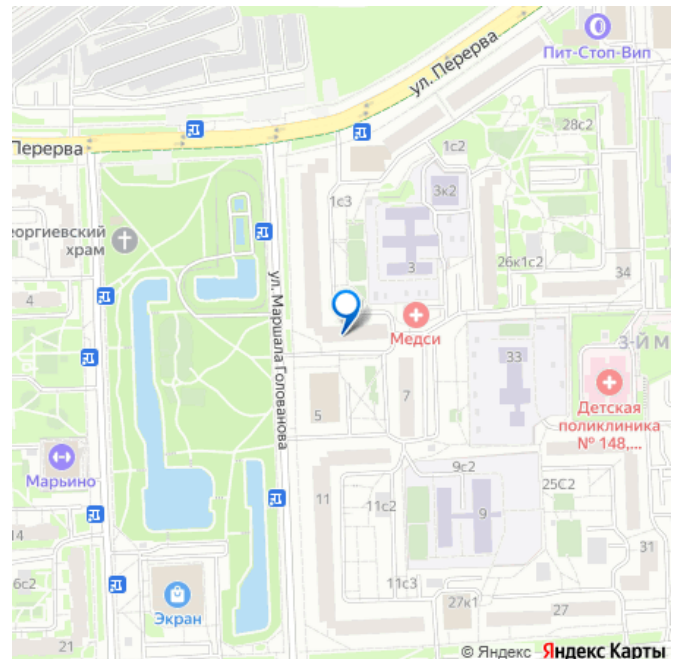 ул. Перерва
Пит-Стоп-Вип
Перерва
28с2
1с2
3к2
1с3
еоргиевский
храм
3
26к1с2
34
4
ул. Маршала Голованова
Медси
33
3-Й М
7
5
Детская
поликлиника
№ 148,...
Марьино
9с2
25С2
11
11с2
9
14
31
6с2
11с3
27к1
27
Экран
21
© Яндекс Яндекс Карты